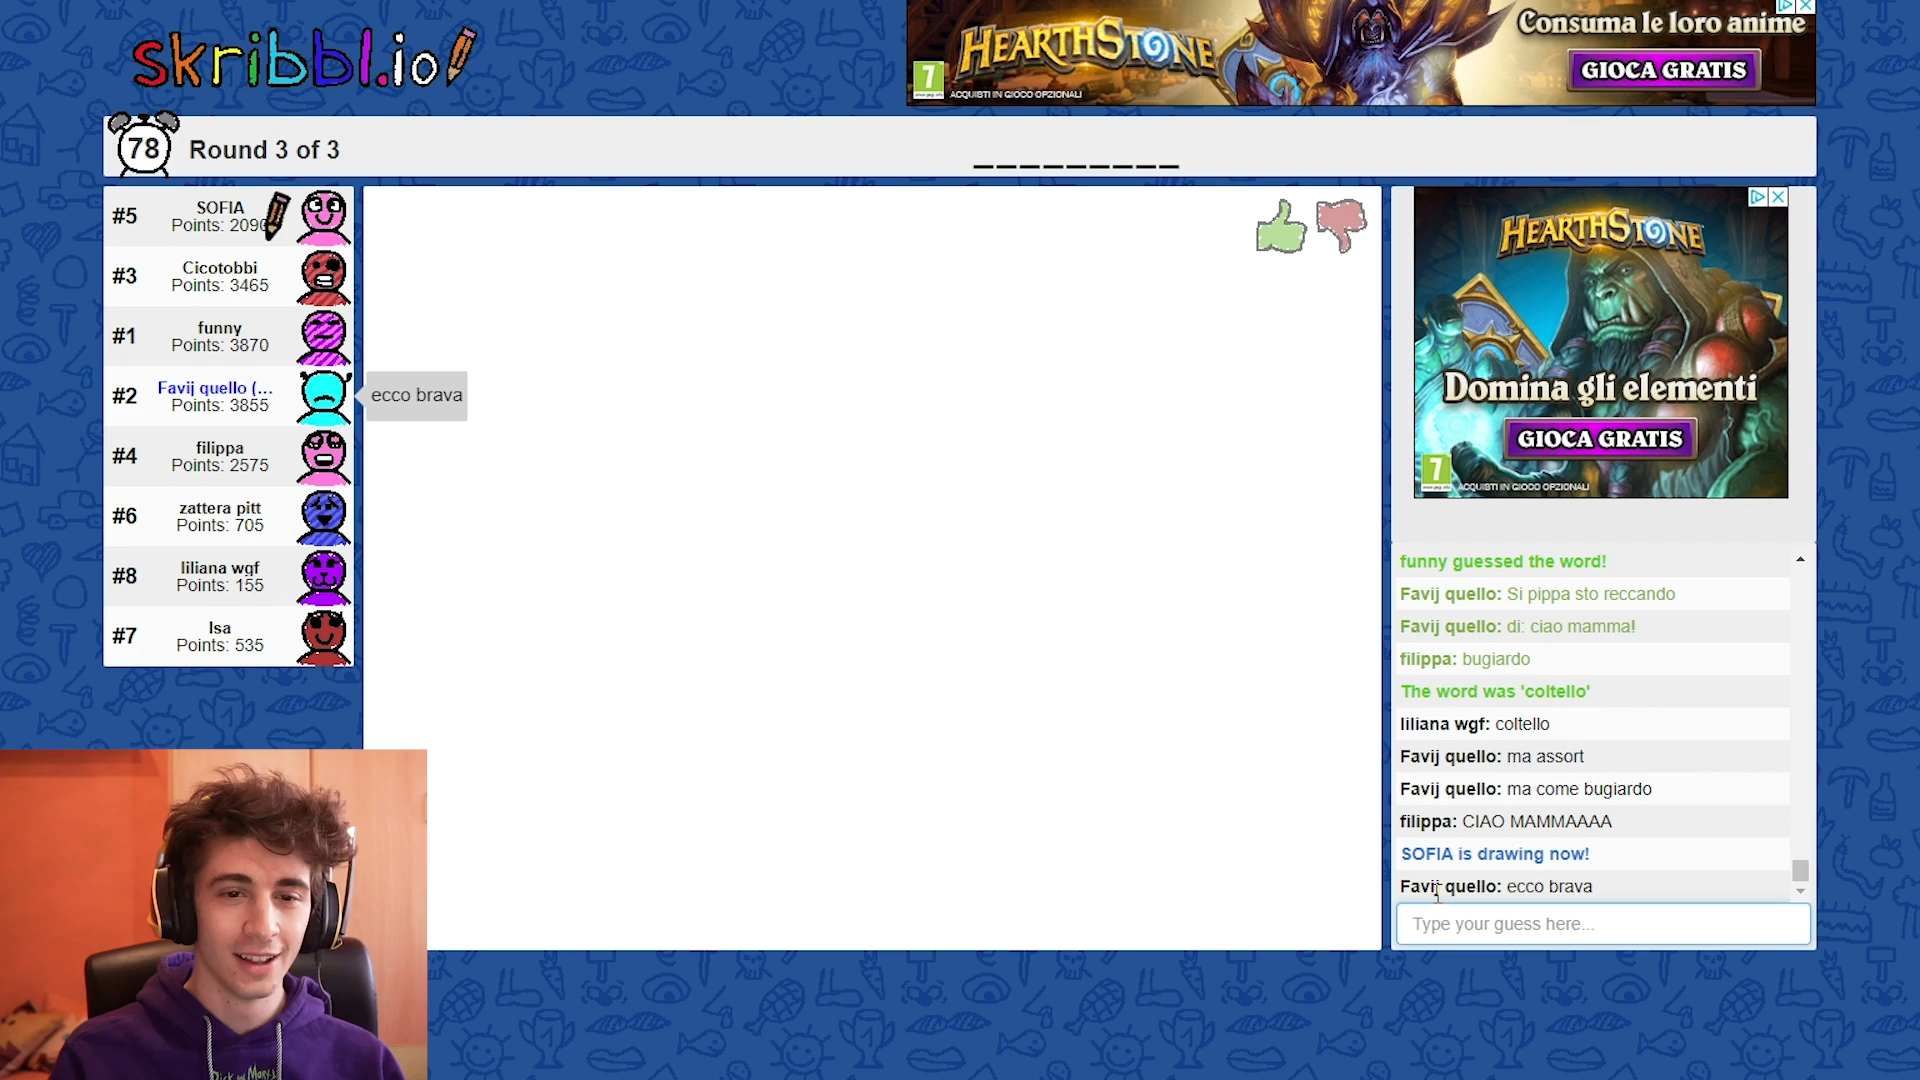 skribbl.io
HEARTHSTONE
Consuma le loro anime
GIOCA GRATIS
7
ACQUISTI IN GIOCO OPZIONALI
78
Round 3 of 3
_________
#5
SOFIA
Points: 2090
#3
Cicotobbi
Points: 3465
#1
funny
Points: 3870
#2
Favij quello (...
Points: 3855
ecco brava
#4
filippa
Points: 2575
#6
zattera pitt
Points: 705
#8
liliana wgf
Points: 155
#7
Points: 535
HEARTHSTONE
Domina gli elementi
GIOCA GRATIS
7
ACQUISTI IN GIOCO OPZIONALI
funny guessed the word!
Favij quello: Si pippa sto reccando
Favij quello: di: ciao mamma!
filippa: bugiardo
The word was 'coltello'
liliana wgf: coltello
Favij quello: ma assort
Favij quello: ma come bugiardo
filippa: CIAO MAMMAAAA
SOFIA is drawing now!
Favij quello: ecco brava
Type your guess here...